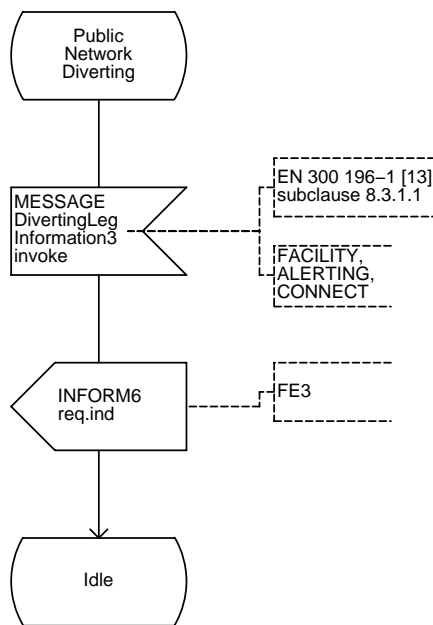 Public
Network
Diverting
MESSAGE
DivertingLeg
Information3
invoke
EN 300 196–1 [13]
subclause 8.3.1.1
FACILITY,
ALERTING,
CONNECT
INFORM6
req.ind
FE3
Idle